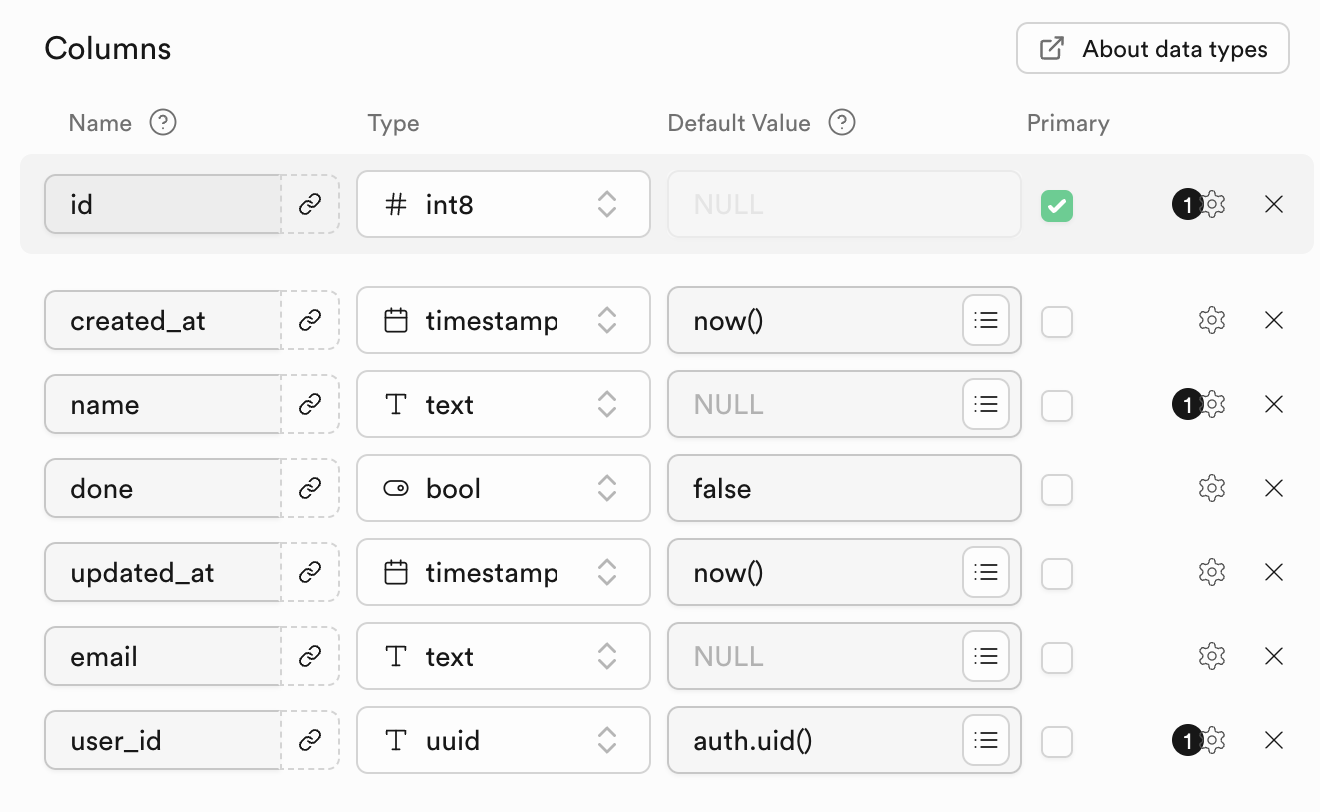 Columns
About data types
Name ? Type Default Value ? Primary
id # int8 NULL 1
created_at timestamp now()
name T text NULL 1
done bool false
updated_at timestamp now()
email T text NULL
user_id T uuid auth.uid() 1